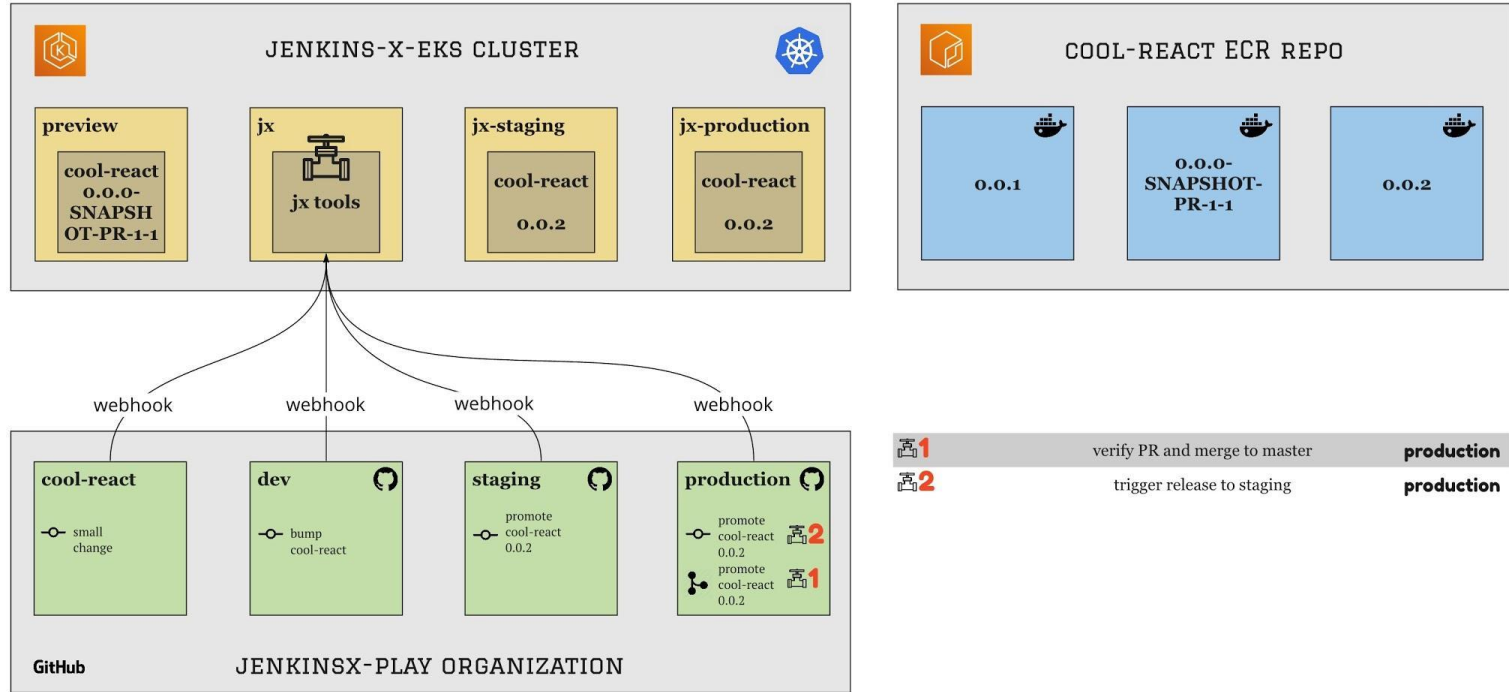 JENKINS-X-EKS CLUSTER
preview
cool-react
0.0.0-
SNAPSH
OT-PR-1-1
jx
jx tools
jx-staging
cool-react
0.0.2
jx-production
cool-react
0.0.2
COOL-REACT ECR REPO
0.0.1
0.0.0-
SNAPSHOT-
PR-1-1
0.0.2
webhook
webhook
webhook
webhook
cool-react
small
change
dev
bump
cool-react
staging
promote
cool-react
0.0.2
production
promote
cool-react
0.0.2
2
promote
cool-react
0.0.2
1
GitHub
JENKINSX-PLAY ORGANIZATION
1 verify PR and merge to master production
2 trigger release to staging production